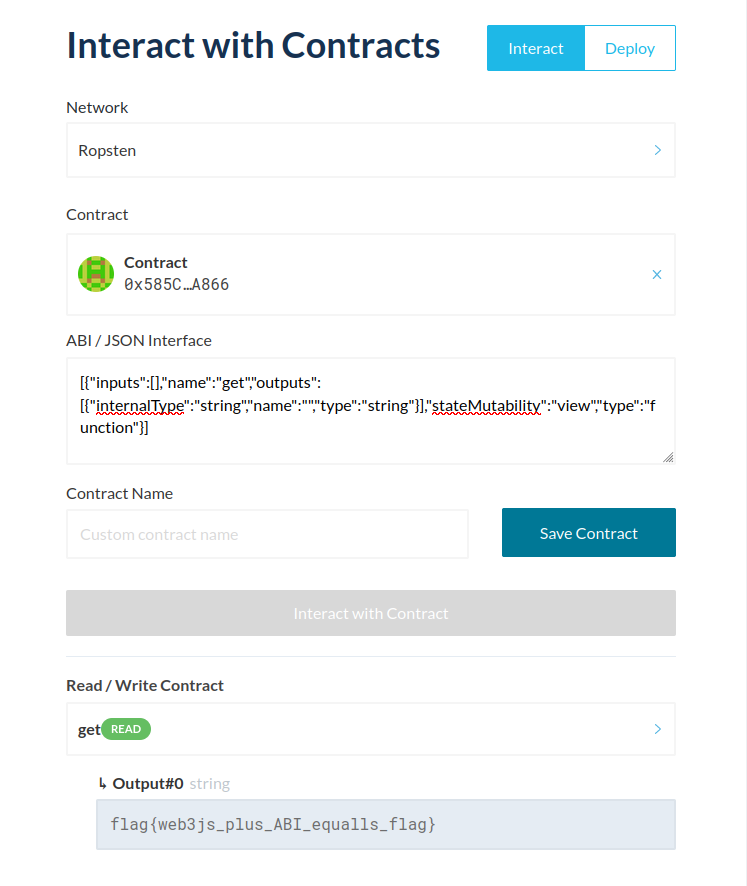 Interact with Contracts
Interact
Deploy
Network
Ropsten
Contract
Contract
0x585C…A866
ABI / JSON Interface
[{"inputs":[],"name":"get","outputs":
[{"internalType":"string","name":"","type":"string"}],"stateMutability":"view","type":"f
unction"}]
Contract Name
Custom contract name
Save Contract
Interact with Contract
Read / Write Contract
get READ
↳ Output#0 string
flag{web3js_plus_ABI_equalls_flag}